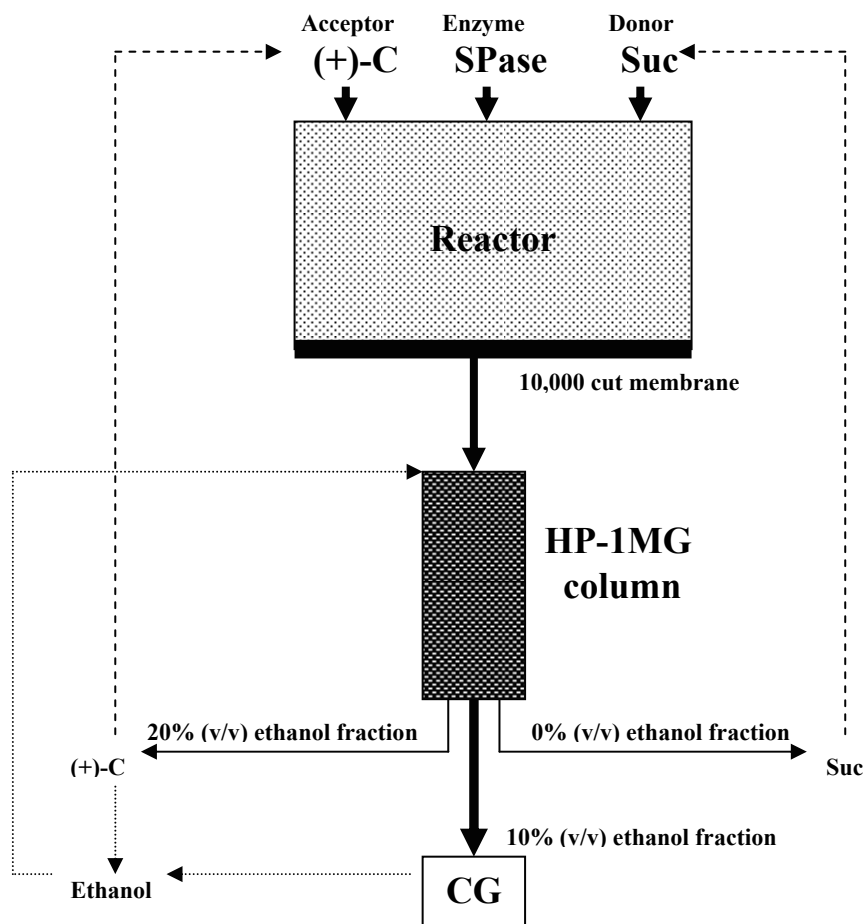 Acceptor Enzyme Donor
(+)-C SPase Suc
Reactor
10,000 cut membrane
HP-1MG
column
20% (v/v) ethanol fraction
0% (v/v) ethanol fraction
(+)-C
Suc
10% (v/v) ethanol fraction
Ethanol
CG